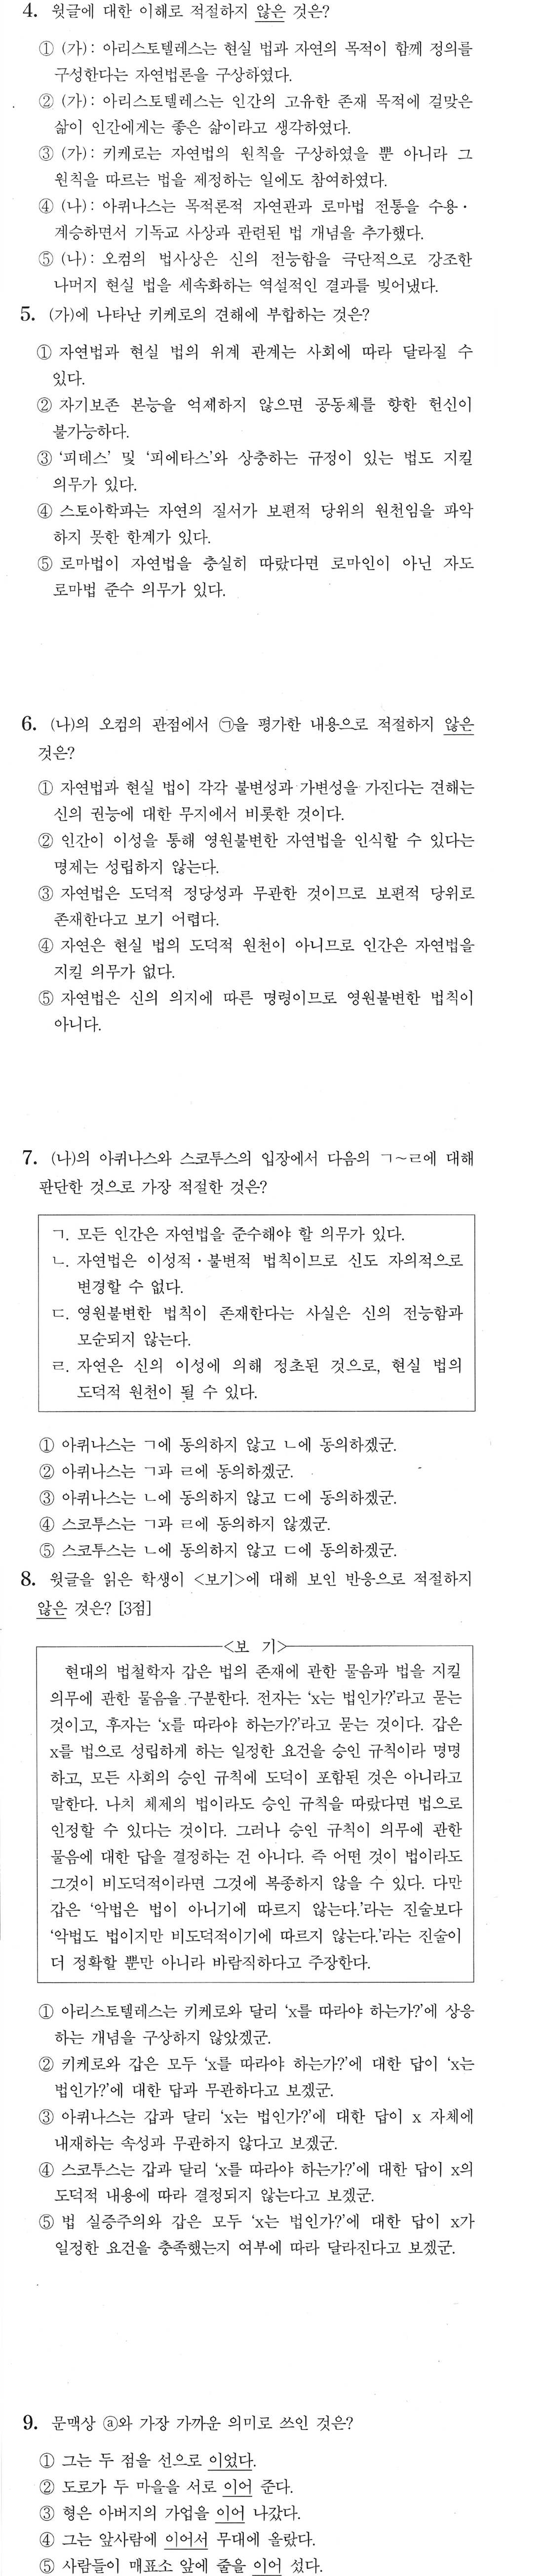 4. 윗글에 대한 이해로 적절하지 않은 것은?
① (가): 아리스토텔레스는 현실 법과 자연의 목적이 함께 정의를
구성한다는 자연법론을 구상하였다.
② (가): 아리스토텔레스는 인간의 고유한 존재 목적에 걸맞은
삶이 인간에게는 좋은 삶이라고 생각하였다.
③ (가): 키케로는 자연법의 원칙을 구상하였을 뿐 아니라 그
원칙을 따르는 법을 제정하는 일에도 참여하였다.
④ (나): 아퀴나스는 목적론적 자연관과 로마법 전통을 수용·
계승하면서 기독교 사상과 관련된 법 개념을 추가했다.
⑤ (나): 오컴의 법사상은 신의 전능함을 극단적으로 강조한
나머지 현실 법을 세속화하는 역설적인 결과를 빚어냈다.
5. (가)에 나타난 키케로의 견해에 부합하는 것은?
① 자연법과 현실 법의 위계 관계는 사회에 따라 달라질 수
있다.
② 자기보존 본능을 억제하지 않으면 공동체를 향한 헌신이
불가능하다.
③ ‘피데스’ 및 ‘피에타스’와 상충하는 규정이 있는 법도 지킬
의무가 있다.
④ 스토아학파는 자연의 질서가 보편적 당위의 원천임을 파악
하지 못한 한계가 있다.
⑤ 로마법이 자연법을 충실히 따랐다면 로마인이 아닌 자도
로마법 준수 의무가 있다.
6. (나)의 오컴의 관점에서 ㉠을 평가한 내용으로 적절하지 않은
것은?
① 자연법과 현실 법이 각각 불변성과 가변성을 가진다는 견해는
신의 권능에 대한 무지에서 비롯한 것이다.
② 인간이 이성을 통해 영원불변한 자연법을 인식할 수 있다는
명제는 성립하지 않는다.
③ 자연법은 도덕적 정당성과 무관한 것이므로 보편적 당위로
존재한다고 보기 어렵다.
④ 자연은 현실 법의 도덕적 원천이 아니므로 인간은 자연법을
지킬 의무가 없다.
⑤ 자연법은 신의 의지에 따른 명령이므로 영원불변한 법칙이
아니다.
7. (나)의 아퀴나스와 스코투스의 입장에서 다음의 ㄱ~ㄹ에 대해
판단한 것으로 가장 적절한 것은?
ㄱ. 모든 인간은 자연법을 준수해야 할 의무가 있다.
ㄴ. 자연법은 이성적·불변적 법칙이므로 신도 자의적으로
변경할 수 없다.
ㄷ. 영원불변한 법칙이 존재한다는 사실은 신의 전능함과
모순되지 않는다.
ㄹ. 자연은 신의 이성에 의해 정초된 것으로, 현실 법의
도덕적 원천이 될 수 있다.
① 아퀴나스는 ㄱ에 동의하지 않고 ㄴ에 동의하겠군.
② 아퀴나스는 ㄱ과 ㄹ에 동의하겠군.
③ 아퀴나스는 ㄴ에 동의하지 않고 ㄷ에 동의하겠군.
④ 스코투스는 ㄱ과 ㄹ에 동의하지 않겠군.
⑤ 스코투스는 ㄴ에 동의하지 않고 ㄷ에 동의하겠군.
8. 윗글을 읽은 학생이 <보기>에 대해 보인 반응으로 적절하지
않은 것은? [3점]
<보 기>
현대의 법철학자 갑은 법의 존재에 관한 물음과 법을 지킬
의무에 관한 물음을 구분한다. 전자는 ‘x는 법인가?’라고 묻는
것이고, 후자는 ‘x를 따라야 하는가?’라고 묻는 것이다. 갑은
x를 법으로 성립하게 하는 일정한 요건을 승인 규칙이라 명명
하고, 모든 사회의 승인 규칙에 도덕이 포함된 것은 아니라고
말한다. 나치 체제의 법이라도 승인 규칙을 따랐다면 법으로
인정할 수 있다는 것이다. 그러나 승인 규칙이 의무에 관한
물음에 대한 답을 결정하는 건 아니다. 즉 어떤 것이 법이라도
그것이 비도덕적이라면 그것에 복종하지 않을 수 있다. 다만
갑은 ‘악법은 법이 아니기에 따르지 않는다.’라는 진술보다
‘악법도 법이지만 비도덕적이기에 따르지 않는다.’라는 진술이
더 정확할 뿐만 아니라 바람직하다고 주장한다.
① 아리스토텔레스는 키케로와 달리 ‘x를 따라야 하는가?’에 상응
하는 개념을 구상하지 않았겠군.
② 키케로와 갑은 모두 ‘x를 따라야 하는가?’에 대한 답이 ‘x는
법인가?’에 대한 답과 무관하다고 보겠군.
③ 아퀴나스는 갑과 달리 ‘x는 법인가?’에 대한 답이 x 자체에
내재하는 속성과 무관하지 않다고 보겠군.
④ 스코투스는 갑과 달리 ‘x를 따라야 하는가?’에 대한 답이 x의
도덕적 내용에 따라 결정되지 않는다고 보겠군.
⑤ 법 실증주의와 갑은 모두 ‘x는 법인가?’에 대한 답이 x가
일정한 요건을 충족했는지 여부에 따라 달라진다고 보겠군.
9. 문맥상 ⓐ와 가장 가까운 의미로 쓰인 것은?
① 그는 두 점을 선으로 이었다.
② 도로가 두 마을을 서로 이어 준다.
③ 형은 아버지의 가업을 이어 나갔다.
④ 그는 앞사람에 이어서 무대에 올랐다.
⑤ 사람들이 매표소 앞에 줄을 이어 섰다.